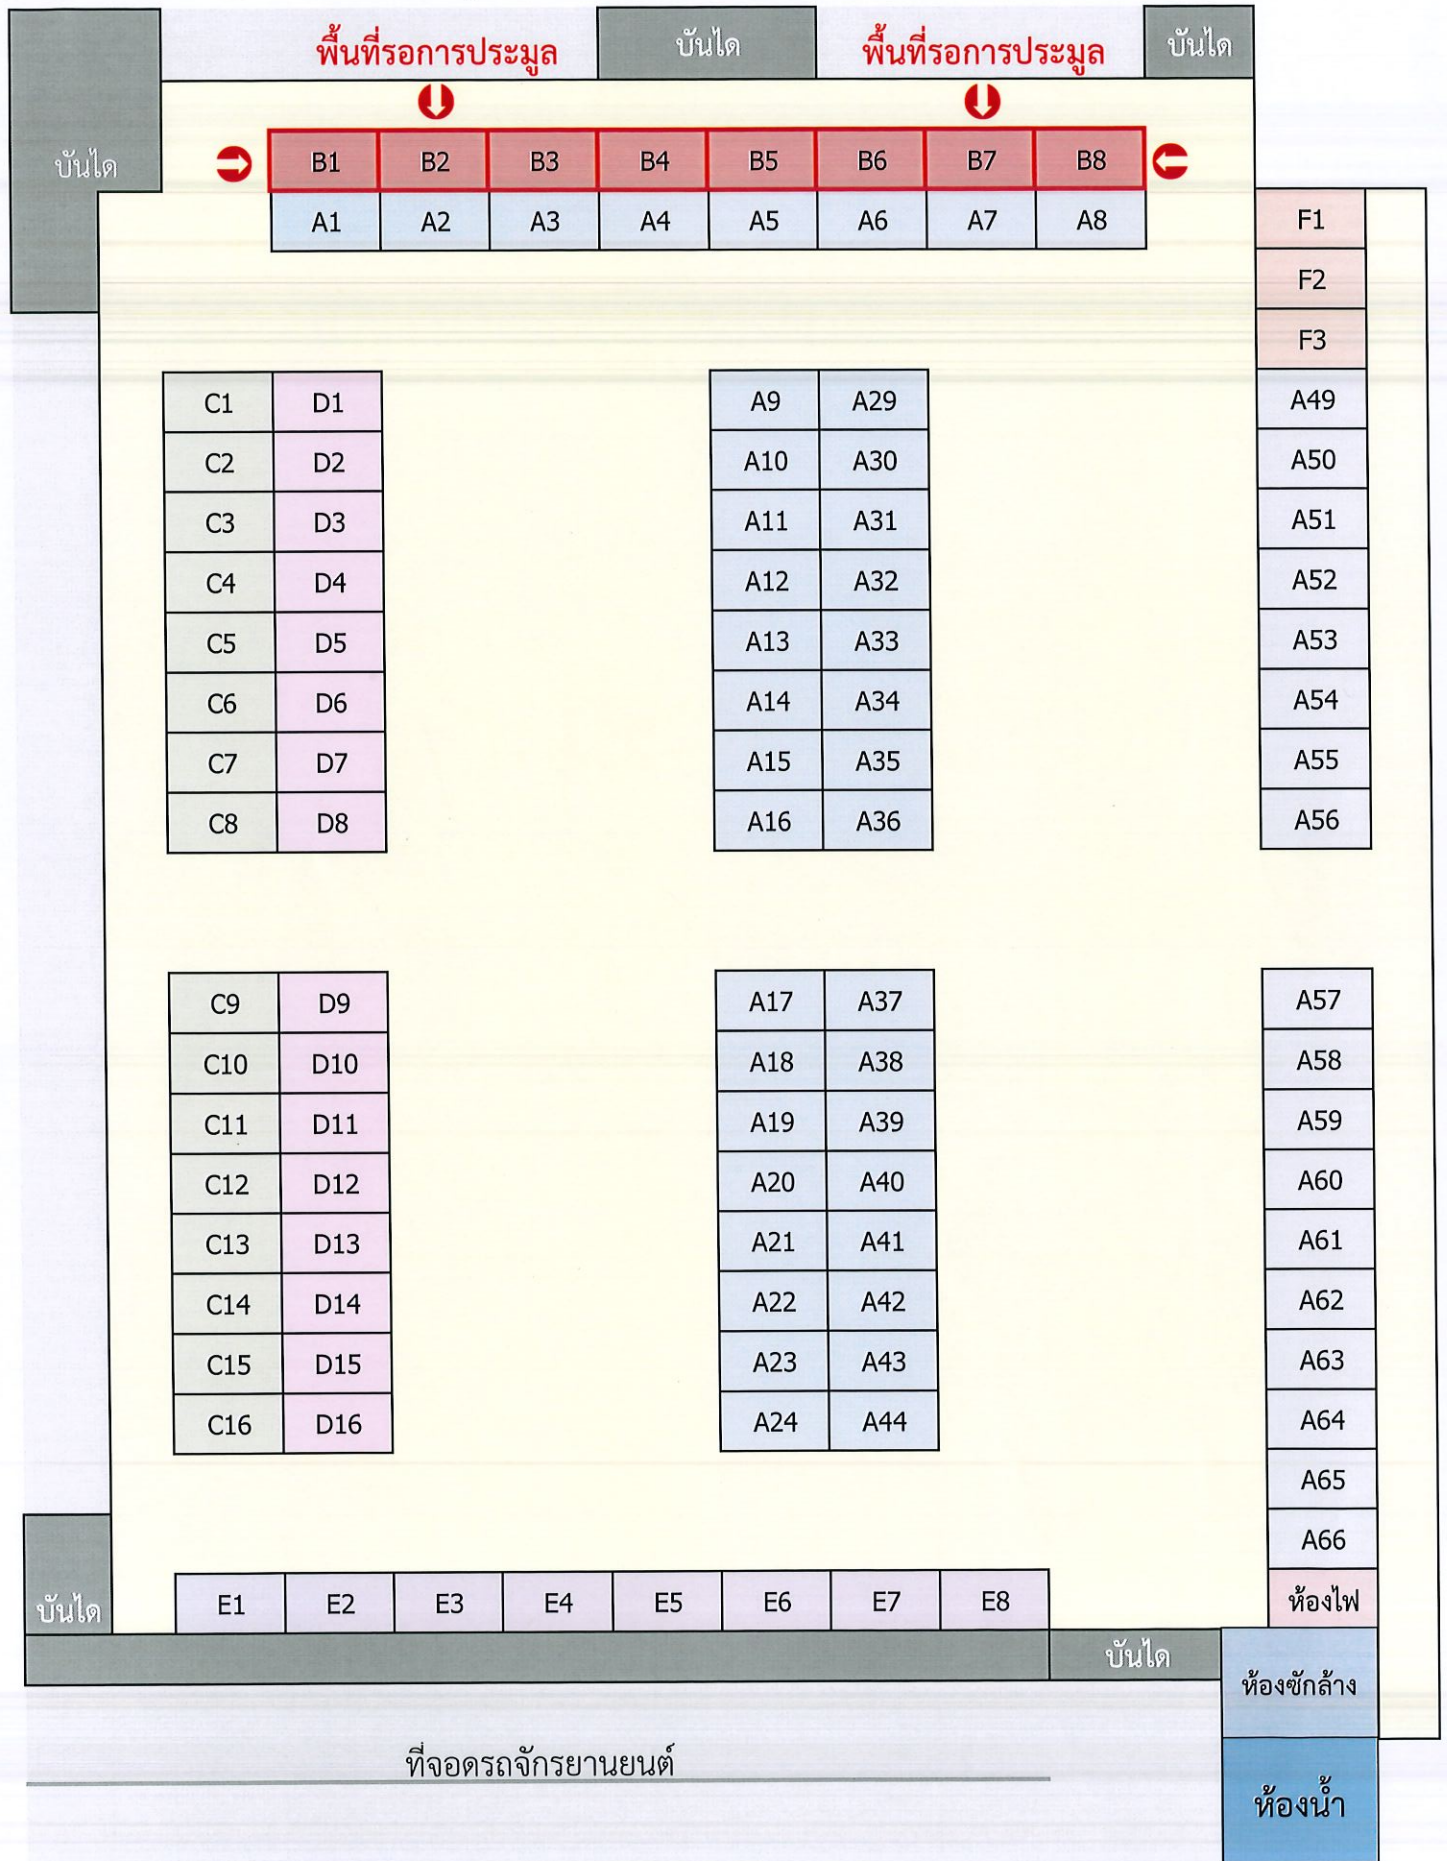 พื้นที่รอการประมูล บันได พื้นที่รอการประมูล บันได
บันได
B1 B2 B3 B4 B5 B6 B7 B8
A1 A2 A3 A4 A5 A6 A7 A8 F1
F2
F3
C1 D1 A9 A29 A49
C2 D2 A10 A30 A50
C3 D3 A11 A31 A51
C4 D4 A12 A32 A52
C5 D5 A13 A33 A53
C6 D6 A14 A34 A54
C7 D7 A15 A35 A55
C8 D8 A16 A36 A56
C9 D9 A17 A37 A57
C10 D10 A18 A38 A58
C11 D11 A19 A39 A59
C12 D12 A20 A40 A60
C13 D13 A21 A41 A61
C14 D14 A22 A42 A62
C15 D15 A23 A43 A63
C16 D16 A24 A44 A64
A65
A66
บันได E1 E2 E3 E4 E5 E6 E7 E8 ห้องไฟ
บันได
ห้องซักล้าง
ที่จอดรถจักรยานยนต์
ห้องน้ำ